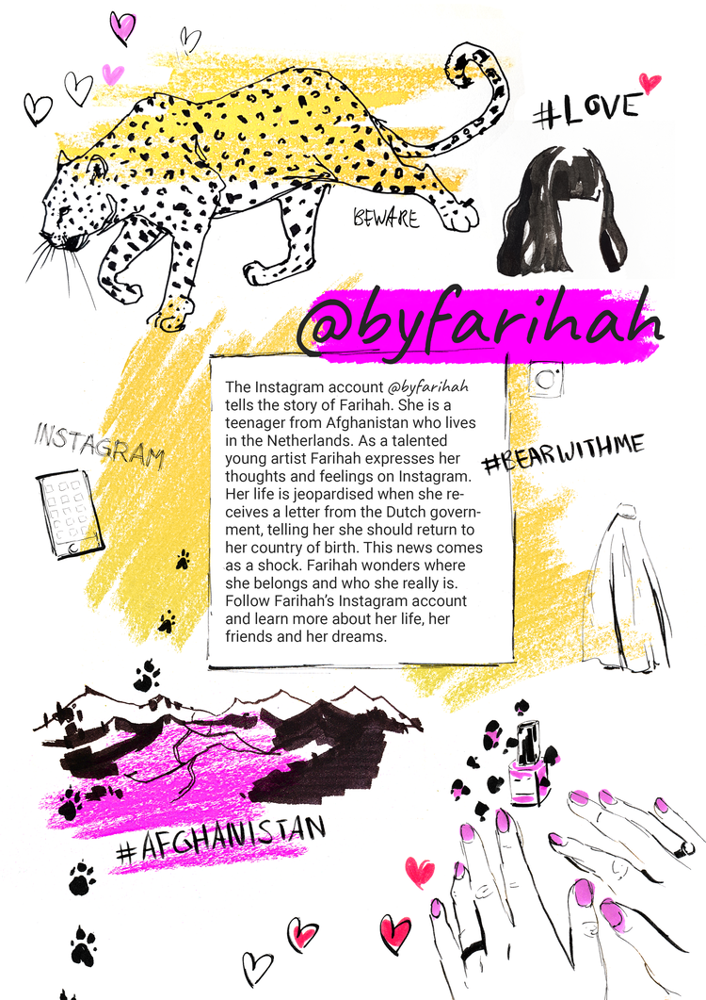 #LOVE
BEWARE
@byfarihah
The Instagram account @byfarihah
tells the story of Farihah. She is a
teenager from Afghanistan who lives
in the Netherlands. As a talented
young artist Farihah expresses her
thoughts and feelings on Instagram.
Her life is jeopardised when she re-
ceives a letter from the Dutch govern-
ment, telling her she should return to
her country of birth. This news comes
as a shock. Farihah wonders where
she belongs and who she really is.
Follow Farihah’s Instagram account
and learn more about her life, her
friends and her dreams.
INSTAGRAM
#BEARWITHME
#AFGHANISTAN